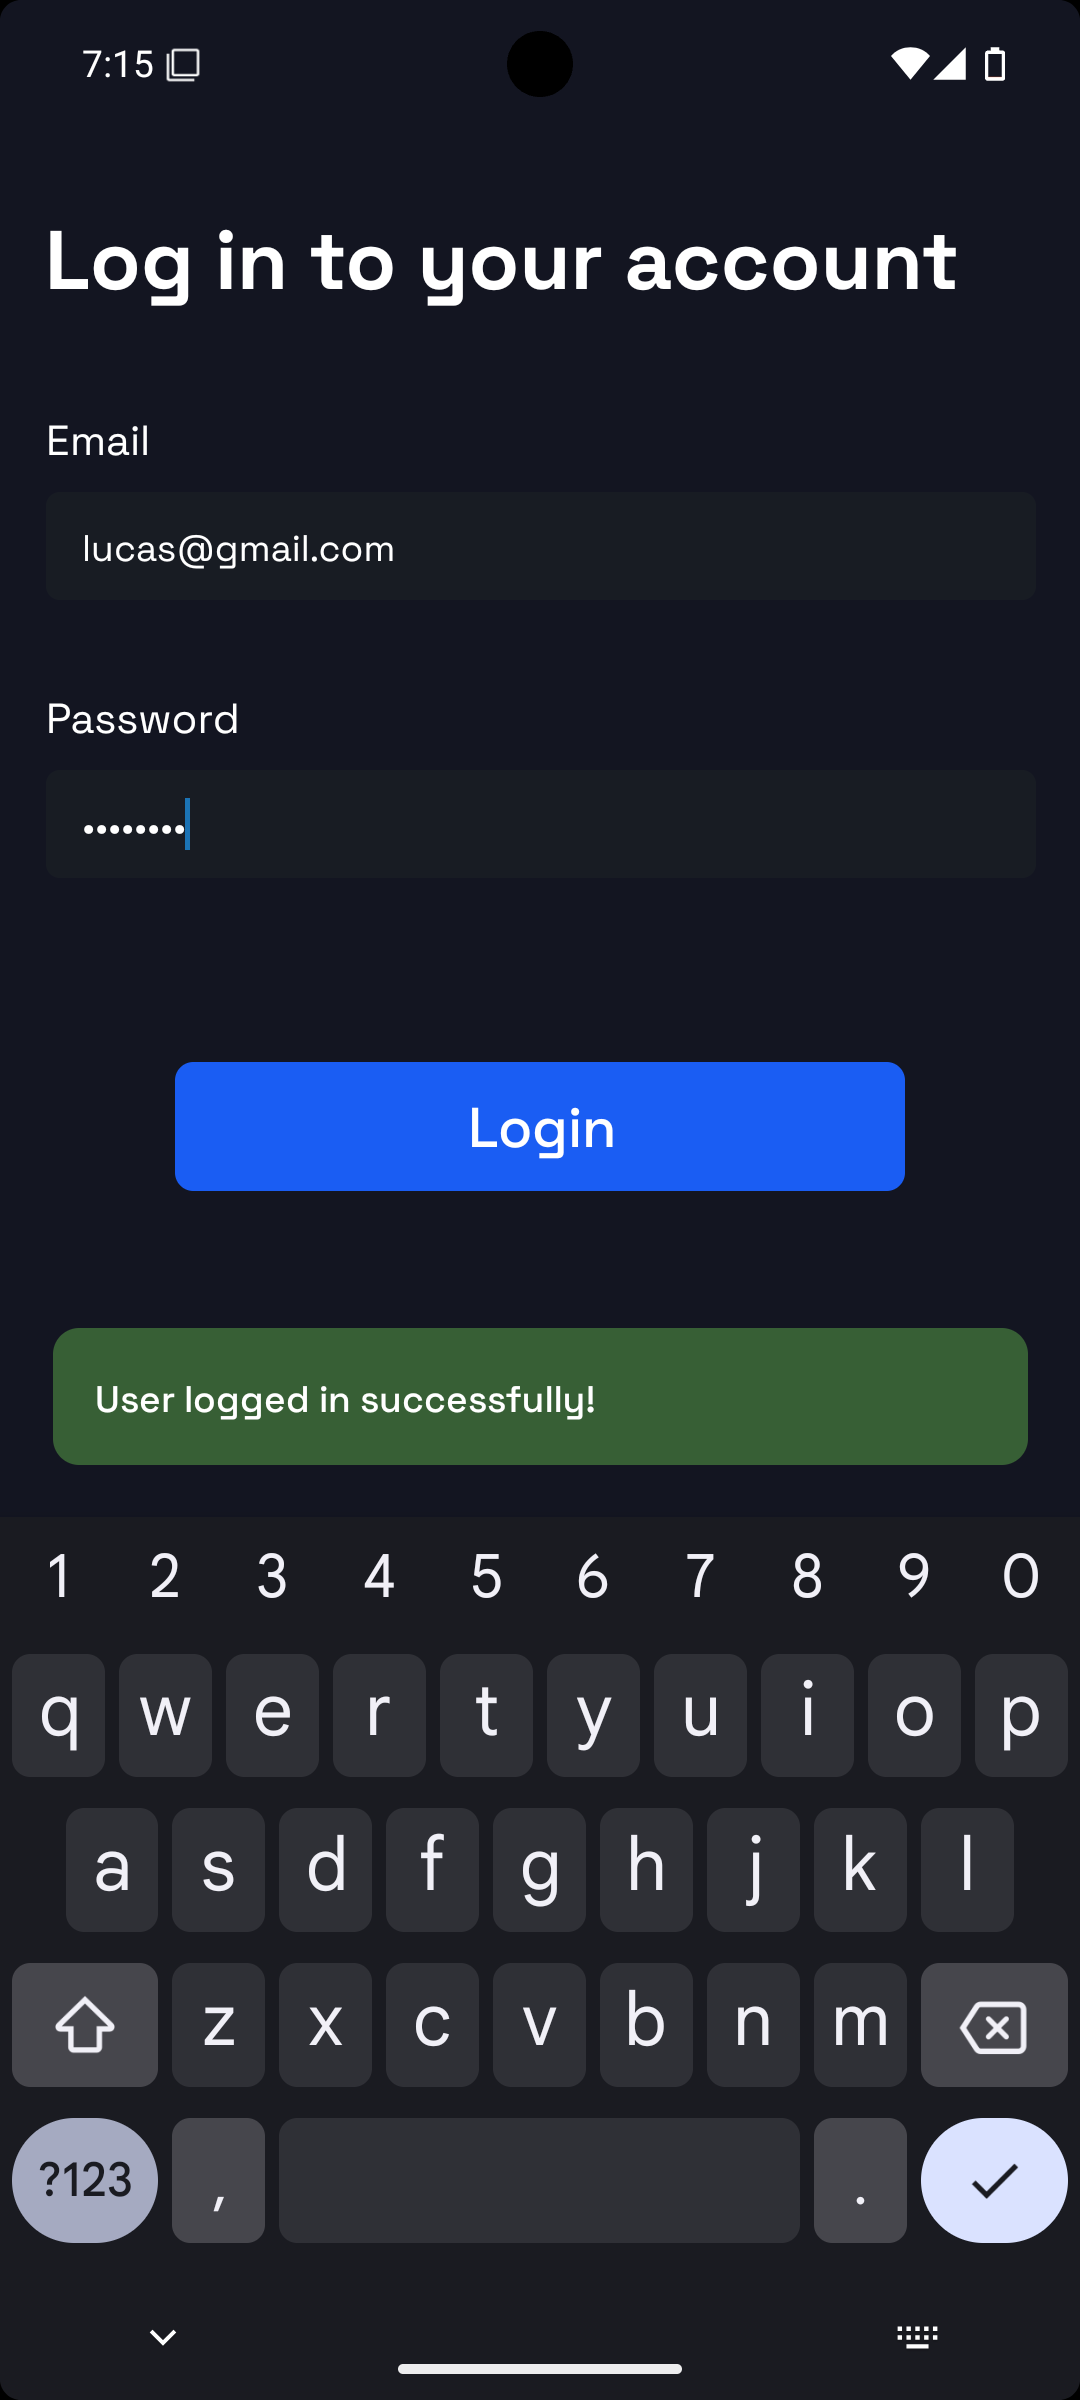 7:15
Log in to your account
Email
lucas@gmail.com
Password
••••••••
Login
User logged in successfully!
1 2 3 4 5 6 7 8 9 0
q w e r t y u i o p
a s d f g h j k l
z x c v b n m
?123 , .